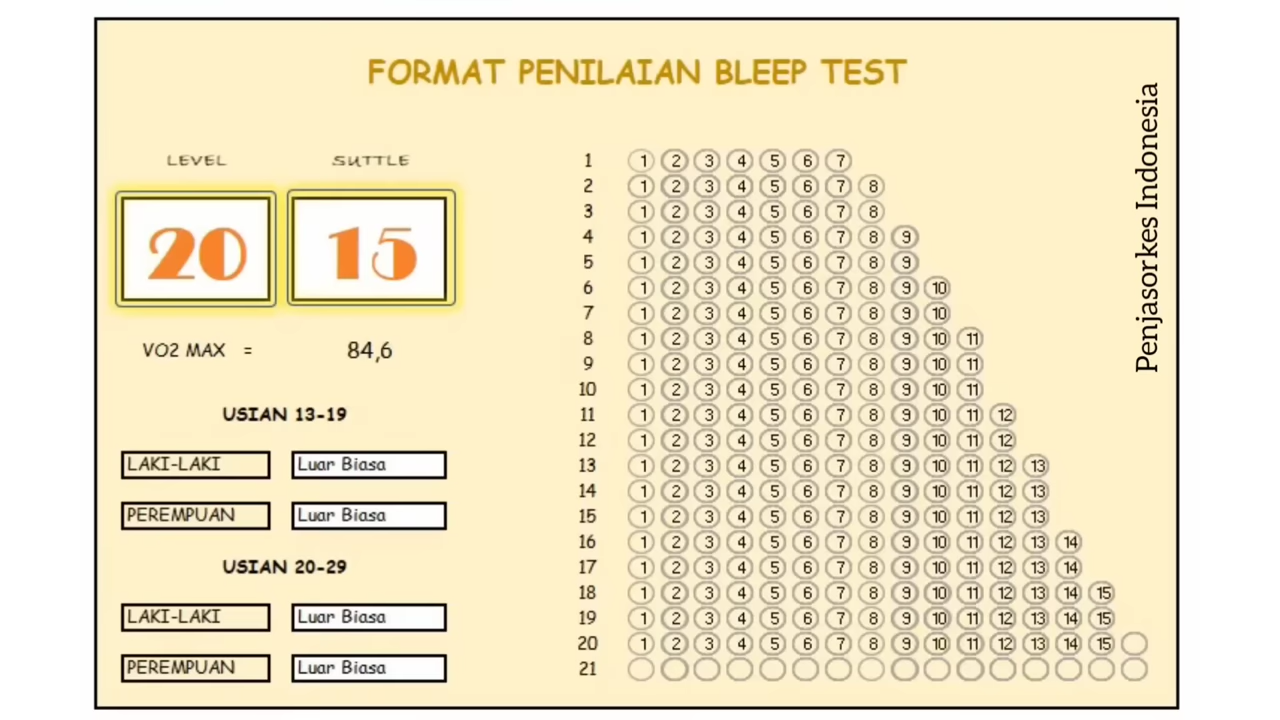 FORMAT PENILAIAN BLEEP TEST
Penjasorkes Indonesia
LEVEL SUTTLE
20 15
VO2 MAX = 84,6
USIAN 13-19
LAKI-LAKI Luar Biasa
PEREMPUAN Luar Biasa
USIAN 20-29
LAKI-LAKI Luar Biasa
PEREMPUAN Luar Biasa
1 1 2 3 4 5 6 7
2 1 2 3 4 5 6 7 8
3 1 2 3 4 5 6 7 8
4 1 2 3 4 5 6 7 8 9
5 1 2 3 4 5 6 7 8 9
6 1 2 3 4 5 6 7 8 9 10
7 1 2 3 4 5 6 7 8 9 10
8 1 2 3 4 5 6 7 8 9 10 11
9 1 2 3 4 5 6 7 8 9 10 11
10 1 2 3 4 5 6 7 8 9 10 11
11 1 2 3 4 5 6 7 8 9 10 11 12
12 1 2 3 4 5 6 7 8 9 10 11 12
13 1 2 3 4 5 6 7 8 9 10 11 12 13
14 1 2 3 4 5 6 7 8 9 10 11 12 13
15 1 2 3 4 5 6 7 8 9 10 11 12 13
16 1 2 3 4 5 6 7 8 9 10 11 12 13 14
17 1 2 3 4 5 6 7 8 9 10 11 12 13 14
18 1 2 3 4 5 6 7 8 9 10 11 12 13 14 15
19 1 2 3 4 5 6 7 8 9 10 11 12 13 14 15
20 1 2 3 4 5 6 7 8 9 10 11 12 13 14 15
21